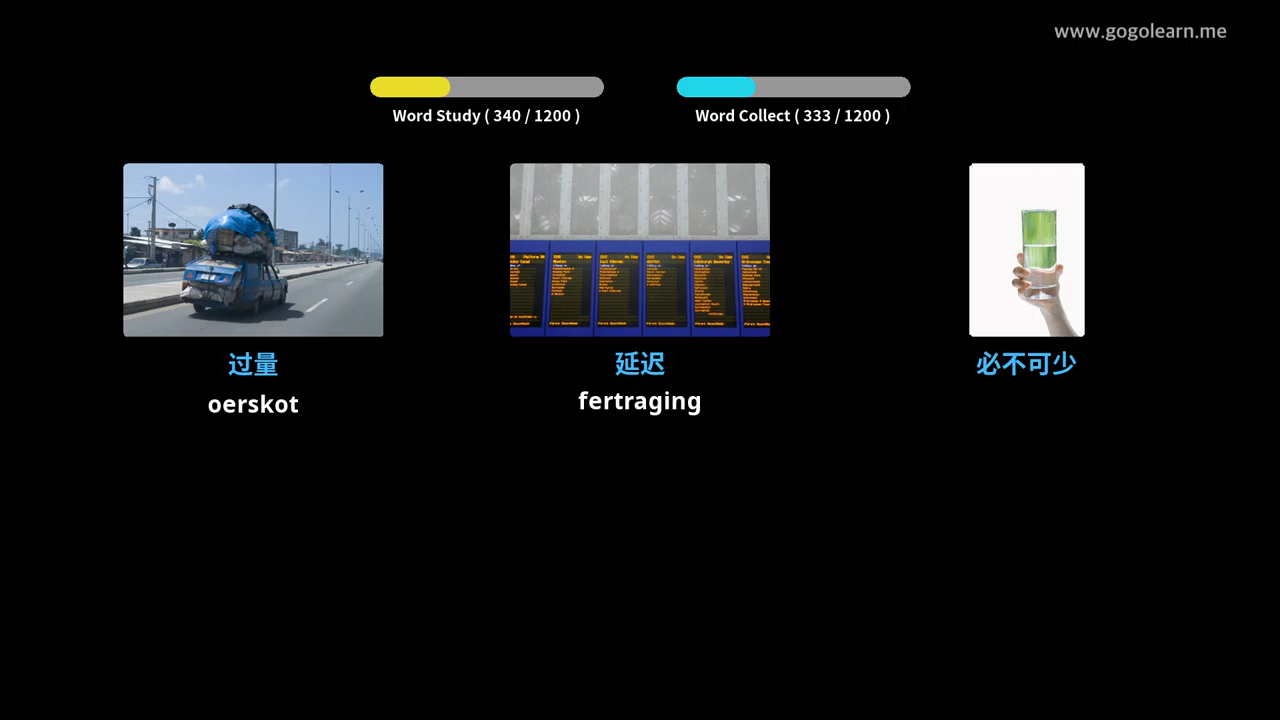 www.gogolearn.me
Word Study ( 340 / 1200 )
Word Collect ( 333 / 1200 )
过量
oerskot
延迟
fertraging
必不可少